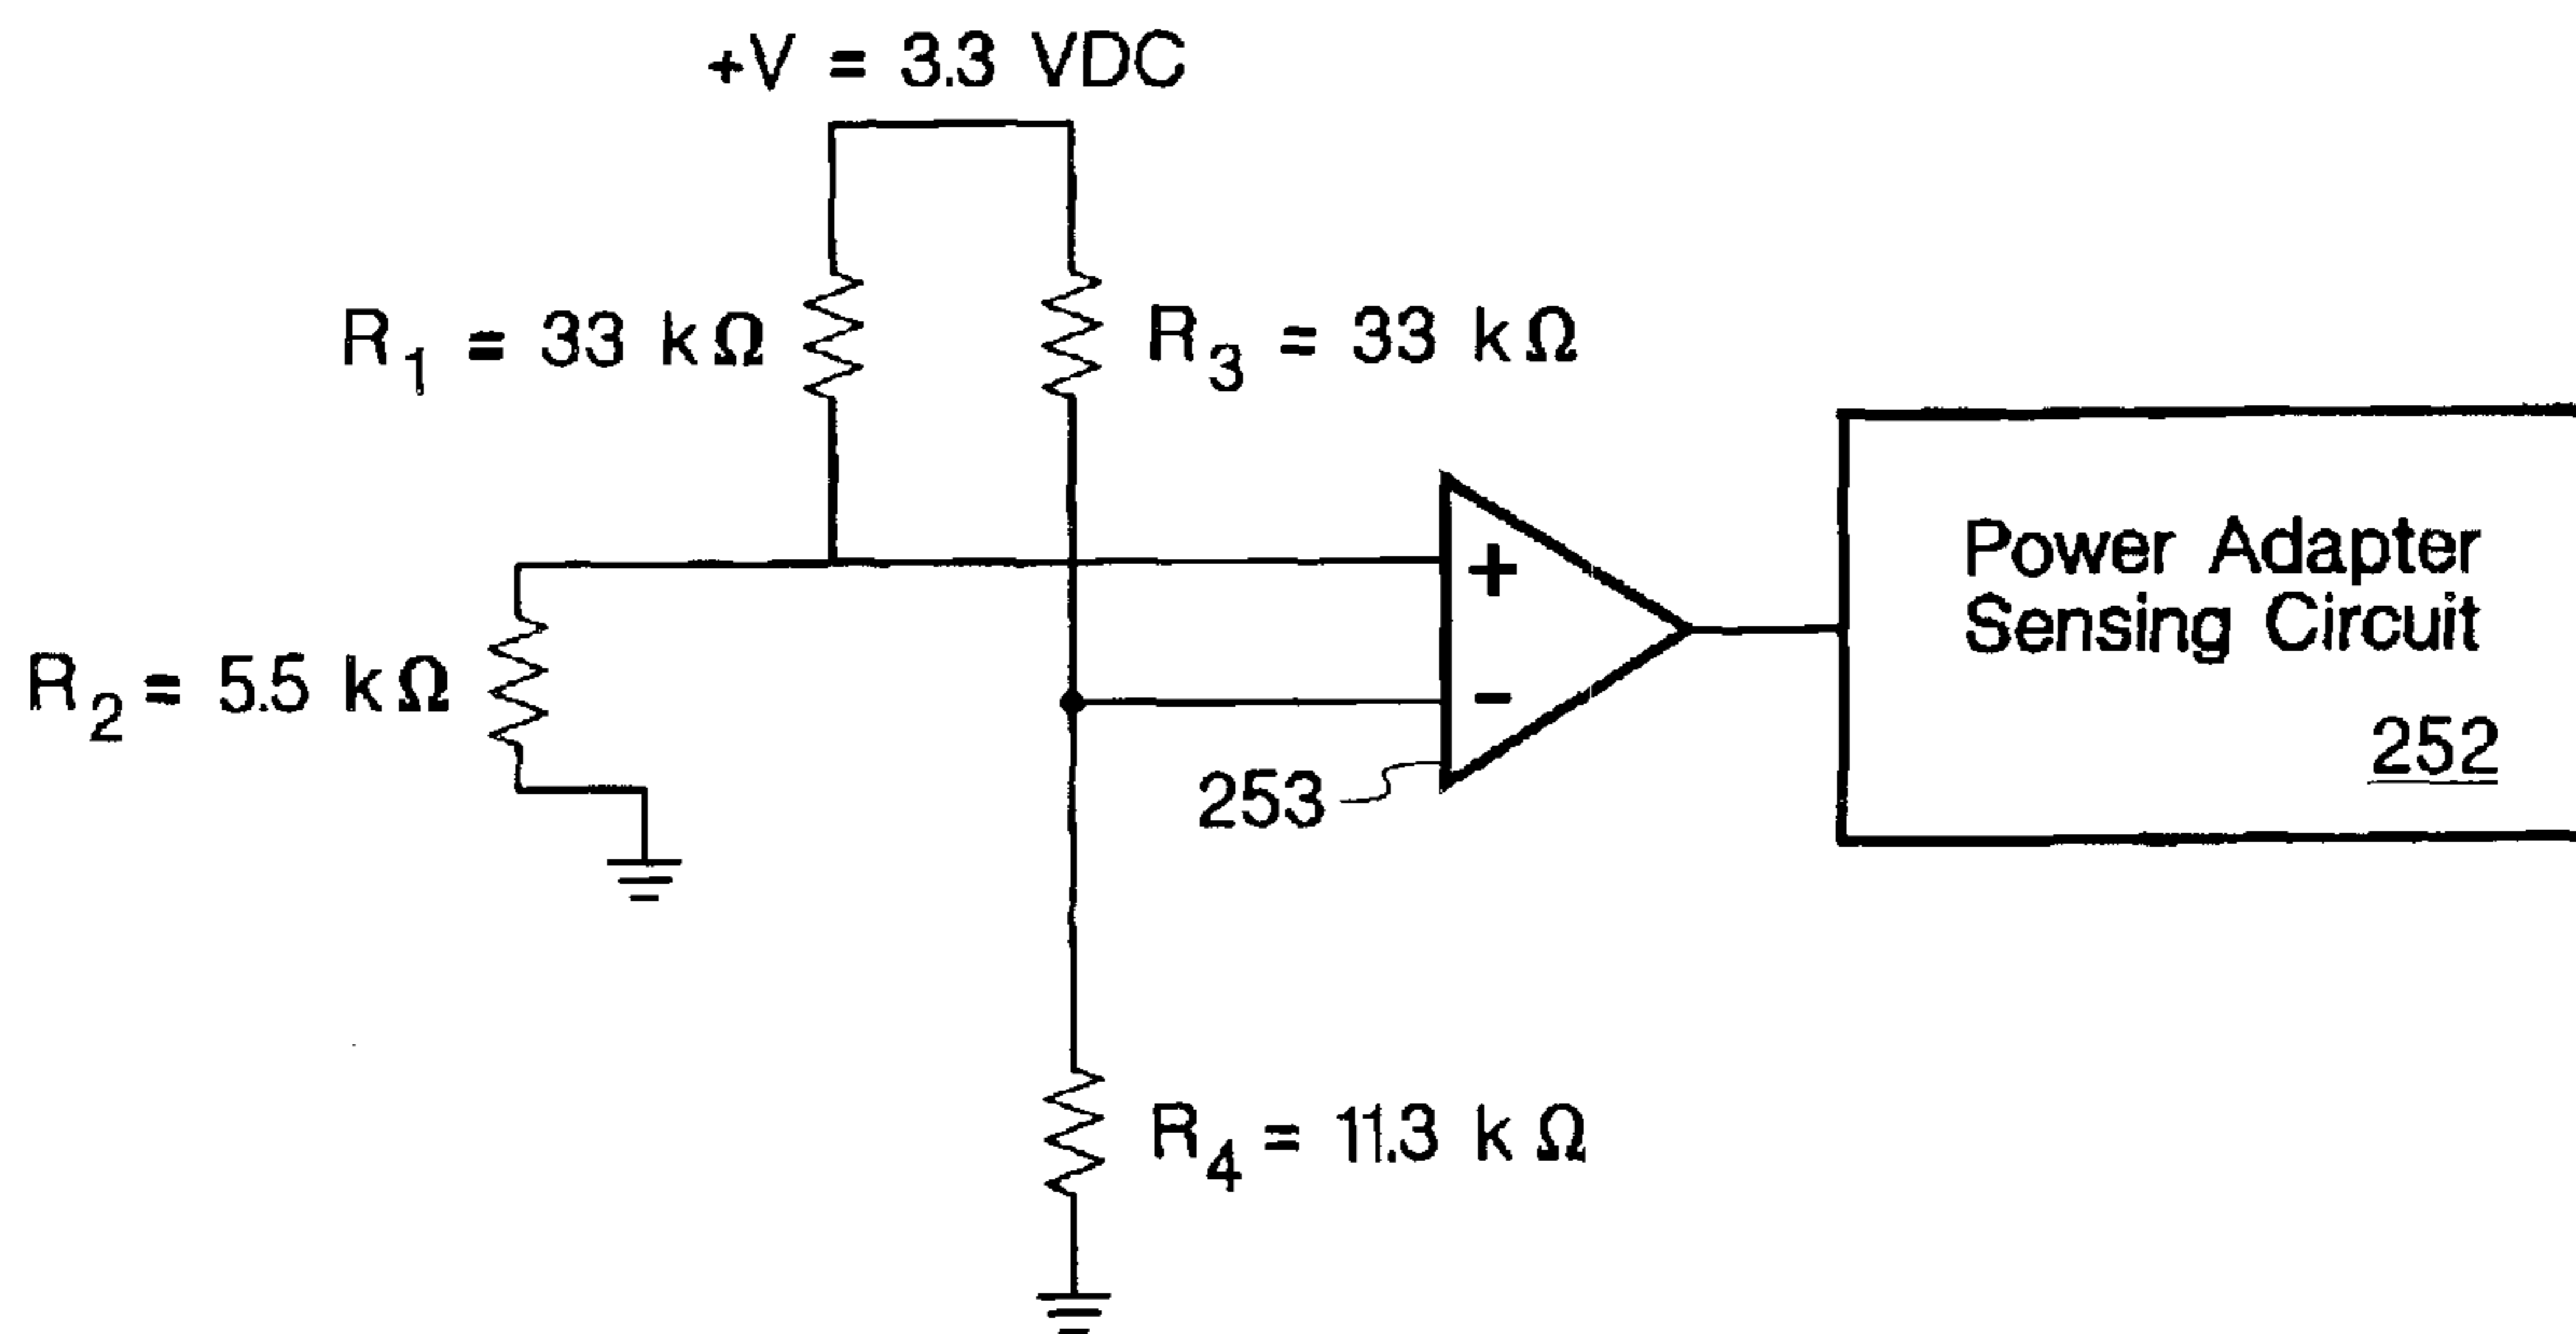 +V = 3.3 VDC
R1 = 33 kΩ
R3 = 33 kΩ
+
Power Adapter
Sensing Circuit
R2 = 5.5 kΩ
-
252
253
R4 = 11.3 kΩ